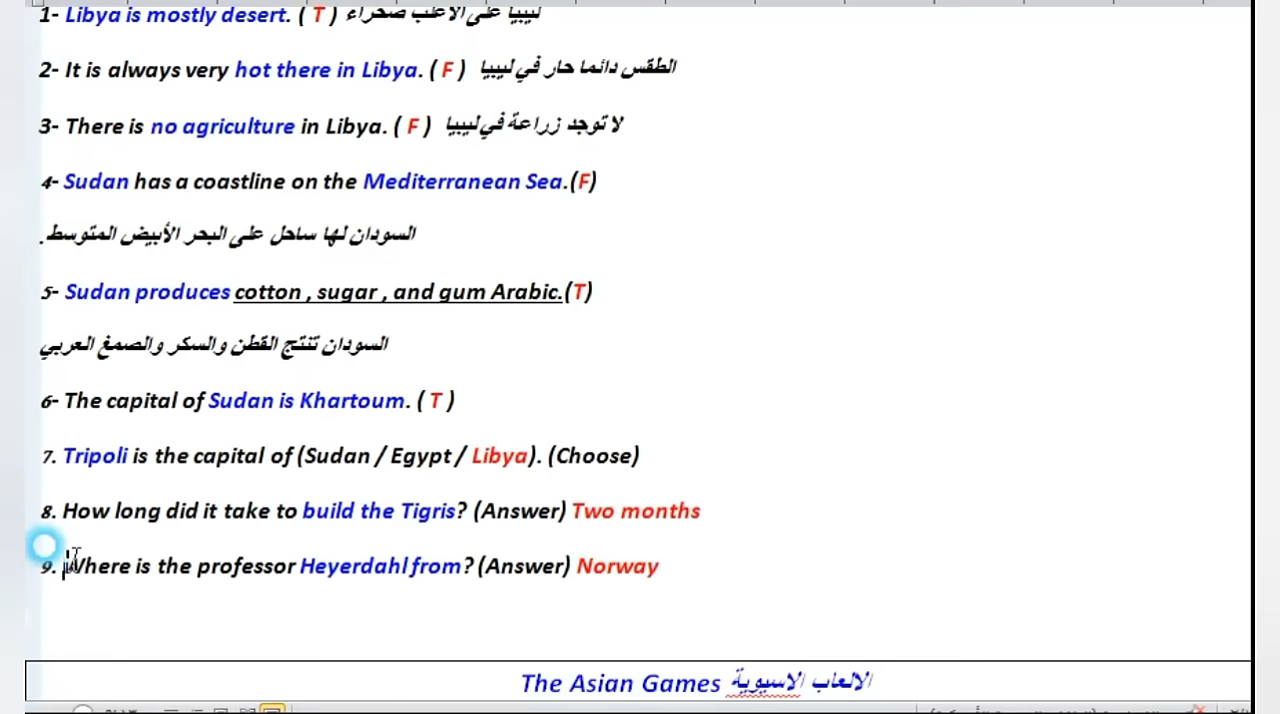 1- Libya is mostly desert. ( T ) ليبيا على الاغلب صحراء
2- It is always very hot there in Libya. ( F ) الطقس دائما حار في ليبيا
3- There is no agriculture in Libya. ( F ) لا توجد زراعة في ليبيا
4- Sudan has a coastline on the Mediterranean Sea.(F)
السودان لها ساحل على البحر الأبيض المتوسط.
5- Sudan produces cotton , sugar , and gum Arabic.(T)
السودان تنتج القطن والسكر والصمغ العربي
6- The capital of Sudan is Khartoum. ( T )
7. Tripoli is the capital of (Sudan / Egypt / Libya). (Choose)
8. How long did it take to build the Tigris? (Answer) Two months
9. Where is the professor Heyerdahl from? (Answer) Norway
The Asian Games الالعاب الاسيوية